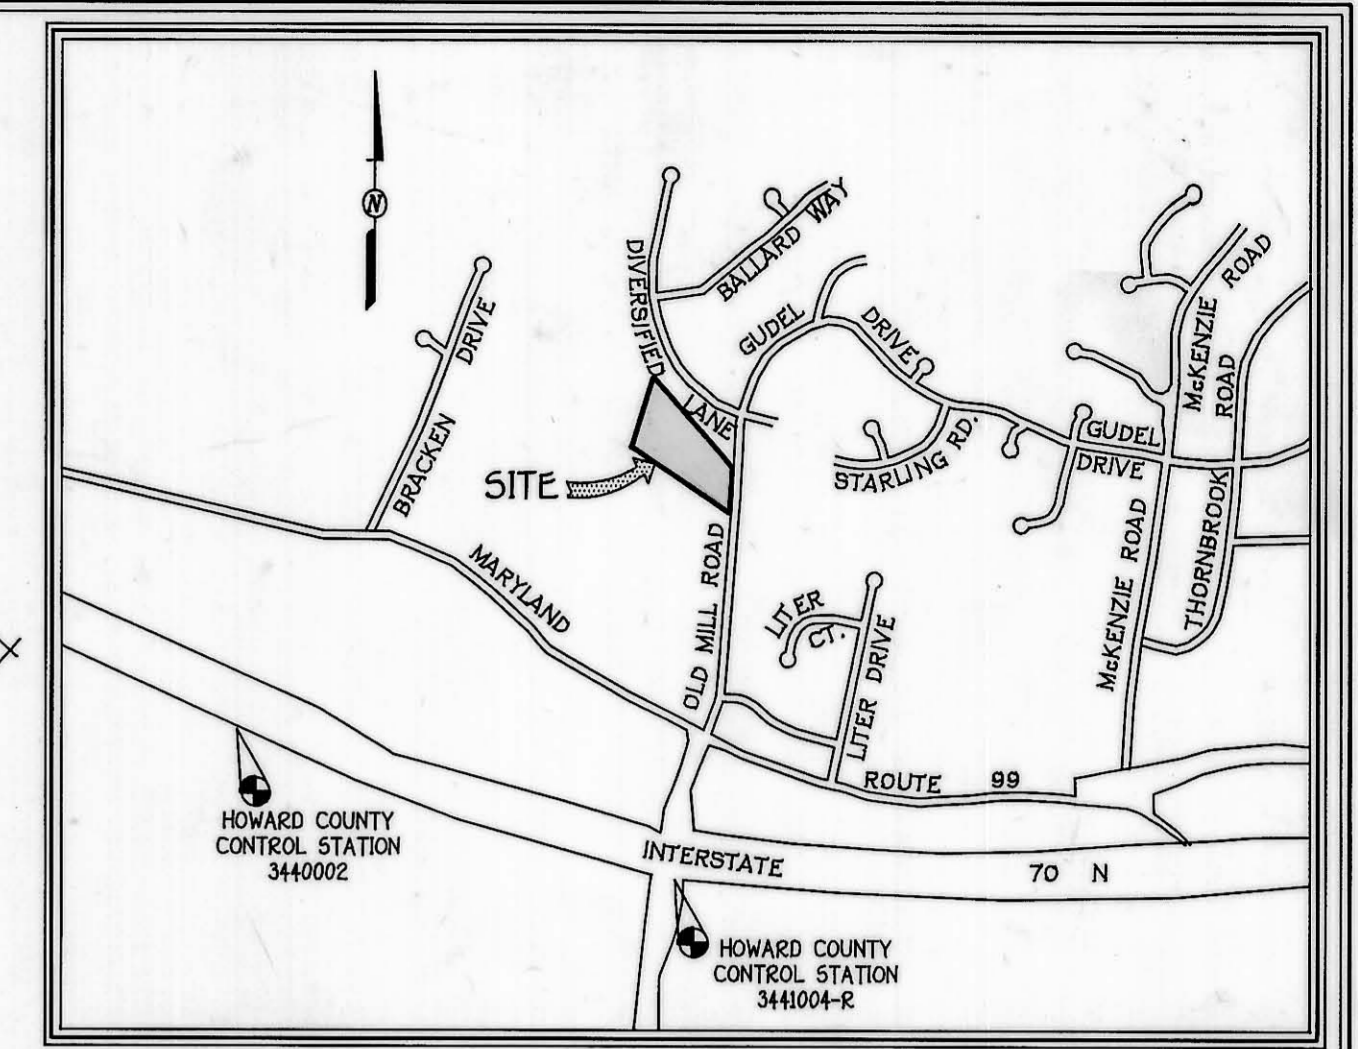 N
DIVERSIFIED
LANE
BALLARD WAY
GUDEL
DRIVE
McKENZIE ROAD
ROAD
BRACKEN
DRIVE
SITE
STARLING RD.
GUDEL
DRIVE
McKENZIE ROAD
THORNBROOK
OLD MILL ROAD
LITER
CT.
LITER DRIVE
MARYLAND
ROUTE 99
INTERSTATE
70 N
HOWARD COUNTY
CONTROL STATION
3440002
HOWARD COUNTY
CONTROL STATION
3441004-R